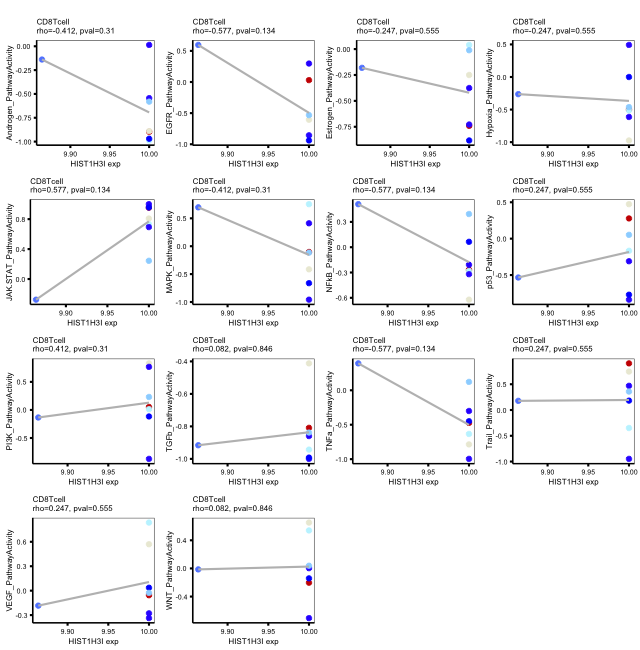 CD8Tcell
rho=-0.412, pval=0.31
Androgen_PathwayActivity
0.00
-0.25
-0.50
-0.75
-1.00
9.90 9.95 10.00
HIST1H3I exp
CD8Tcell
rho=-0.577, pval=0.134
EGFR_PathwayActivity
0.5
0.0
-0.5
-1.0
9.90 9.95 10.00
HIST1H3I exp
CD8Tcell
rho=-0.247, pval=0.555
Estrogen_PathwayActivity
0.00
-0.25
-0.50
-0.75
9.90 9.95 10.00
HIST1H3I exp
CD8Tcell
rho=-0.247, pval=0.555
Hypoxia_PathwayActivity
0.5
0.0
-0.5
-1.0
9.90 9.95 10.00
HIST1H3I exp
CD8Tcell
rho=0.577, pval=0.134
JAK-STAT_PathwayActivity
0.8
0.4
0.0
9.90 9.95 10.00
HIST1H3I exp
CD8Tcell
rho=-0.412, pval=0.31
MAPK_PathwayActivity
0.5
0.0
-0.5
-1.0
9.90 9.95 10.00
HIST1H3I exp
CD8Tcell
rho=-0.577, pval=0.134
NFkB_PathwayActivity
0.3
0.0
-0.3
-0.6
9.90 9.95 10.00
HIST1H3I exp
CD8Tcell
rho=0.247, pval=0.555
p53_PathwayActivity
0.5
0.0
-0.5
9.90 9.95 10.00
HIST1H3I exp
CD8Tcell
rho=0.412, pval=0.31
PI3K_PathwayActivity
0.5
0.0
-0.5
9.90 9.95 10.00
HIST1H3I exp
CD8Tcell
rho=0.082, pval=0.846
TGFb_PathwayActivity
-0.4
-0.6
-0.8
-1.0
9.90 9.95 10.00
HIST1H3I exp
CD8Tcell
rho=-0.577, pval=0.134
TNFa_PathwayActivity
0.0
-0.5
-1.0
9.90 9.95 10.00
HIST1H3I exp
CD8Tcell
rho=0.247, pval=0.555
Trail_PathwayActivity
0.5
0.0
-0.5
-1.0
9.90 9.95 10.00
HIST1H3I exp
CD8Tcell
rho=0.247, pval=0.555
VEGF_PathwayActivity
0.6
0.3
0.0
-0.3
9.90 9.95 10.00
HIST1H3I exp
CD8Tcell
rho=0.082, pval=0.846
WNT_PathwayActivity
0.4
0.0
-0.4
9.90 9.95 10.00
HIST1H3I exp